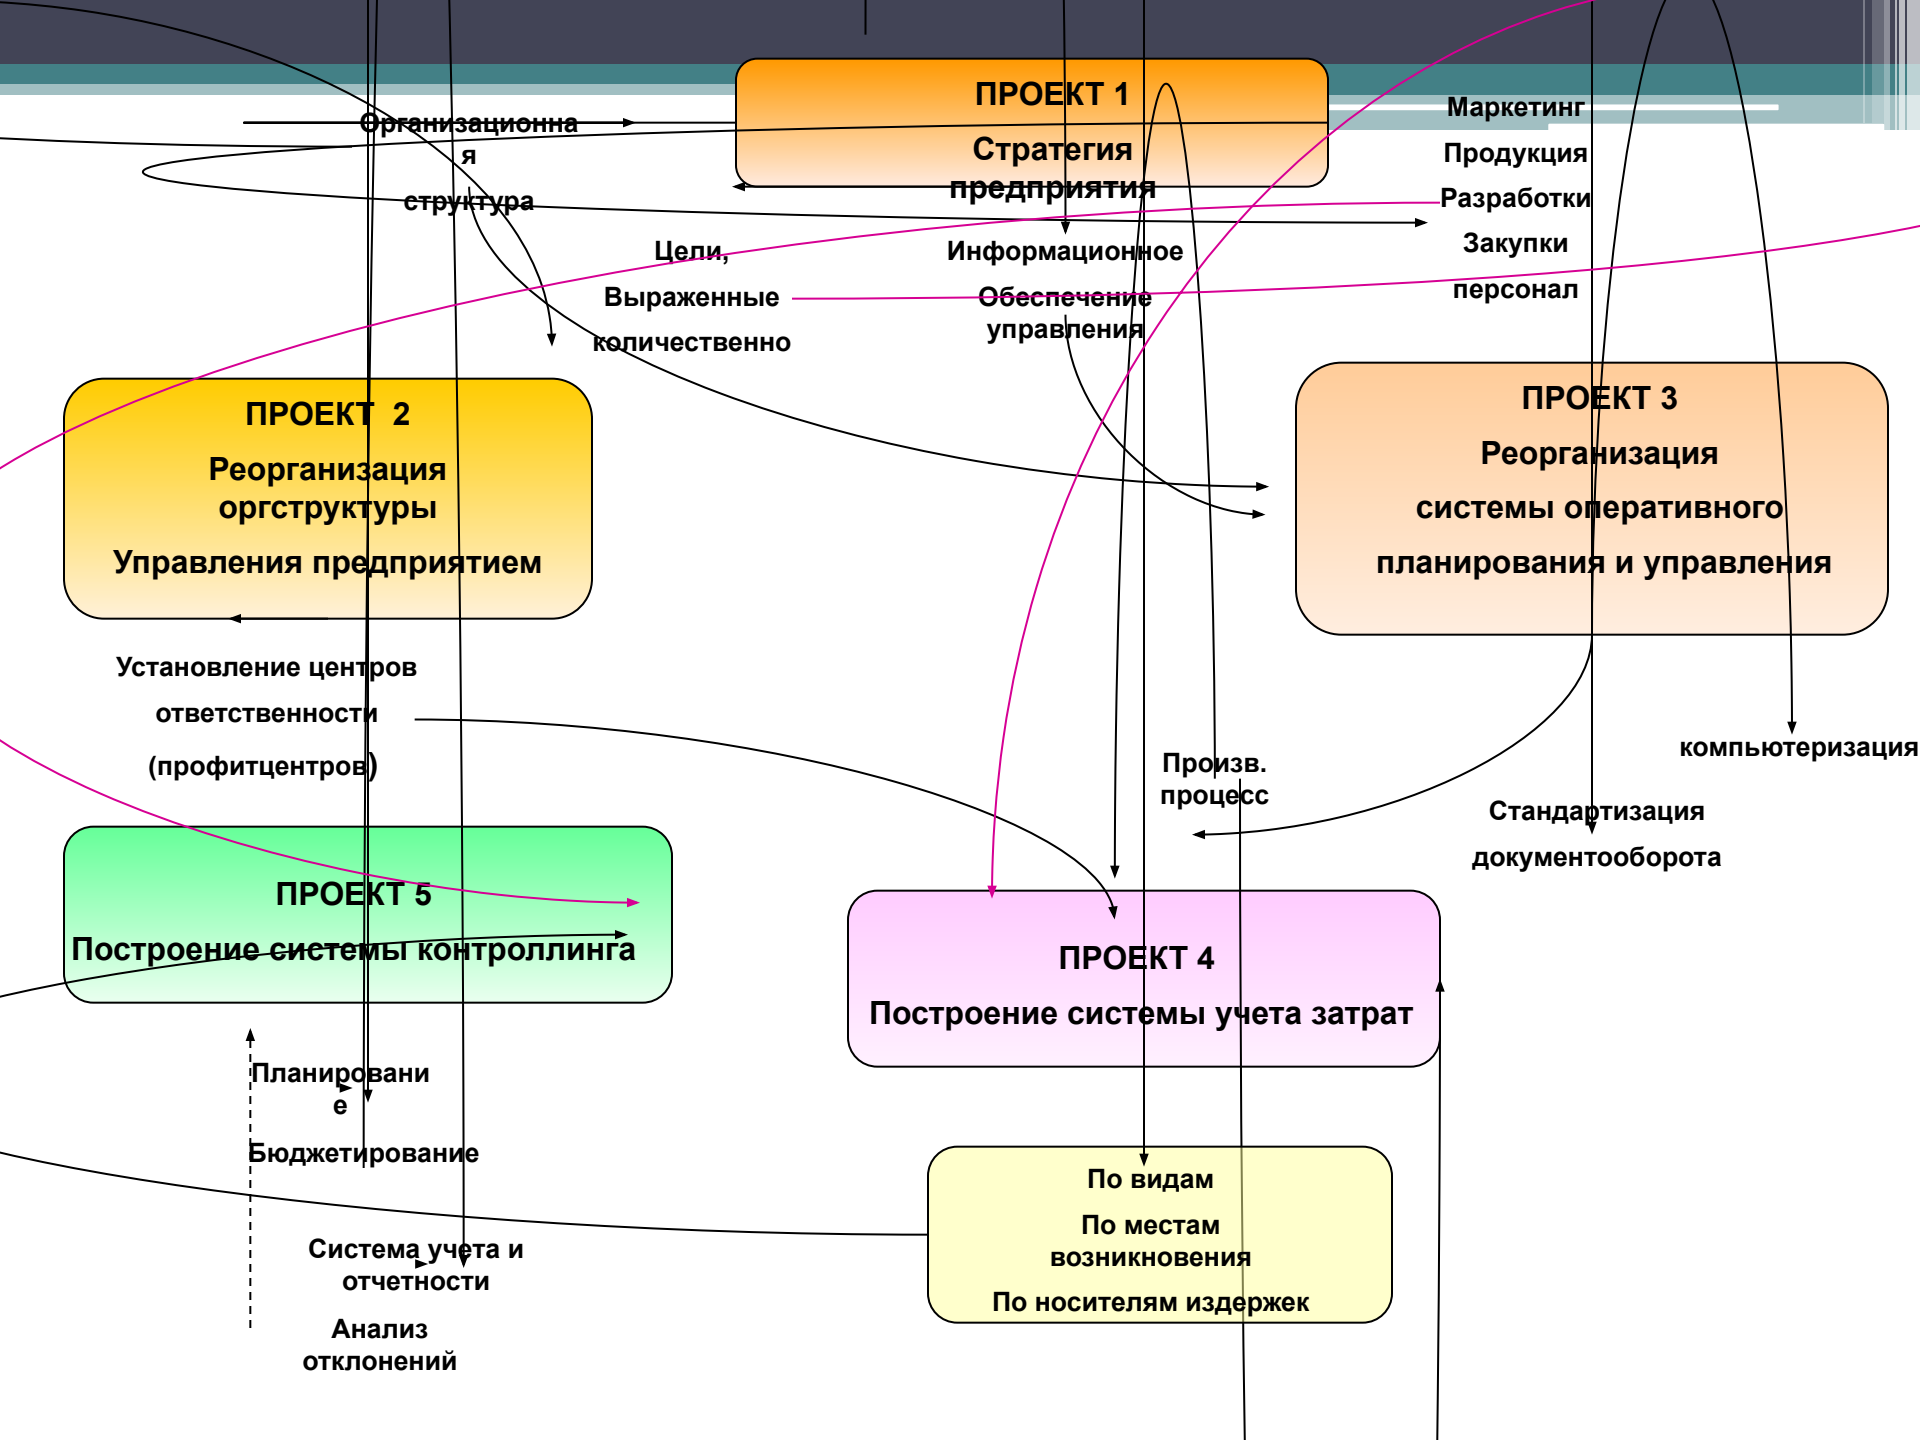 ПРОЕКТ 1
Стратегия
предприятия
Организационна
я
структура
Цели,
Выраженные
количественно
Информационное
Обеспечение
управления
Маркетинг
Продукция
Разработки
Закупки
персонал
ПРОЕКТ 2
Реорганизация
оргструктуры
Управления предприятием
ПРОЕКТ 3
Реорганизация
системы оперативного
планирования и управления
Установление центров
ответственности
(профитцентров)
Произв.
процесс
компьютеризация
Стандартизация
документооборота
ПРОЕКТ 5
Построение системы контроллинга
ПРОЕКТ 4
Построение системы учета затрат
Планировани
е
Бюджетирование
Система учета и
отчетности
Анализ
отклонений
По видам
По местам
возникновения
По носителям издержек